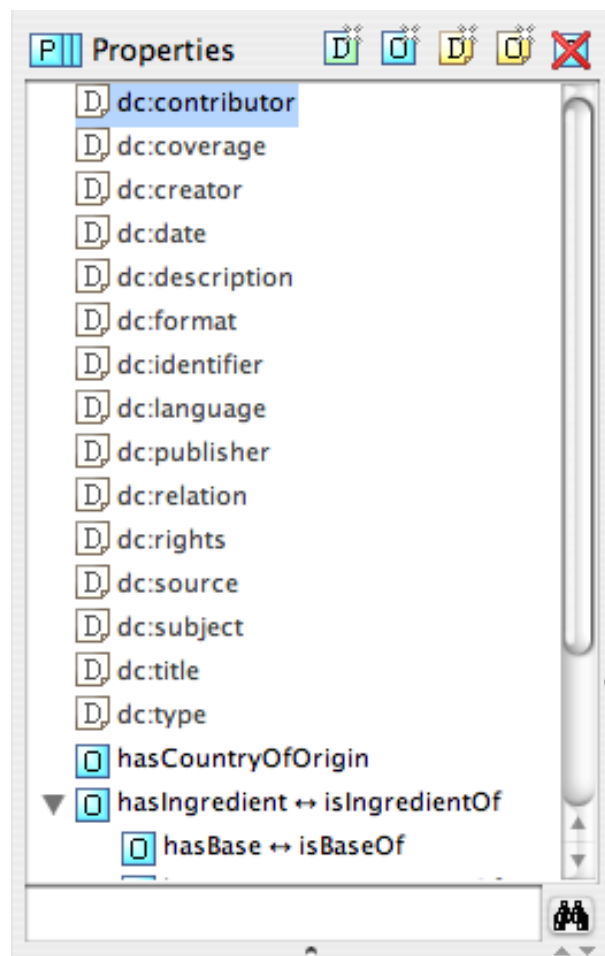 P Properties D O D O
D dc:contributor
D dc:coverage
D dc:creator
D dc:date
D dc:description
D dc:format
D dc:identifier
D dc:language
D dc:publisher
D dc:relation
D dc:rights
D dc:source
D dc:subject
D dc:title
D dc:type
O hasCountryOfOrigin
O hasIngredient ↔ isIngredientOf
O hasBase ↔ isBaseOf